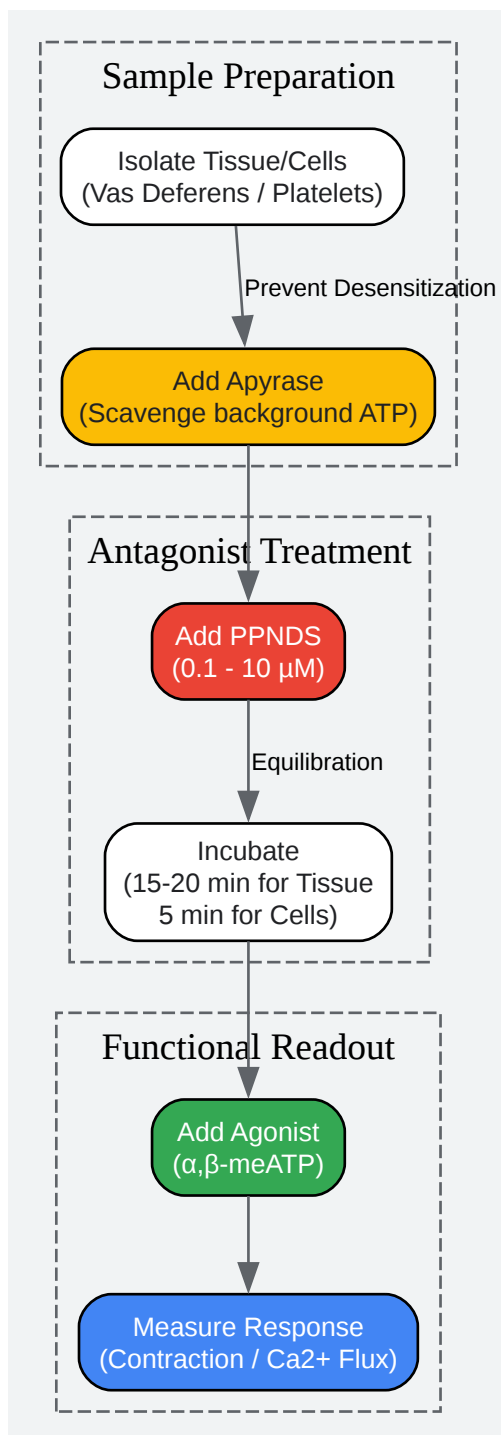 Sample Preparation
Isolate Tissue/Cells
(Vas Deferens / Platelets)
Prevent Desensitization
Add Apyrase
(Scavenge background ATP)
Antagonist Treatment
Add PPNDS
(0.1 - 10 µM)
Equilibration
Incubate
(15-20 min for Tissue
5 min for Cells)
Functional Readout
Add Agonist
(α,β-meATP)
Measure Response
(Contraction / Ca2+ Flux)